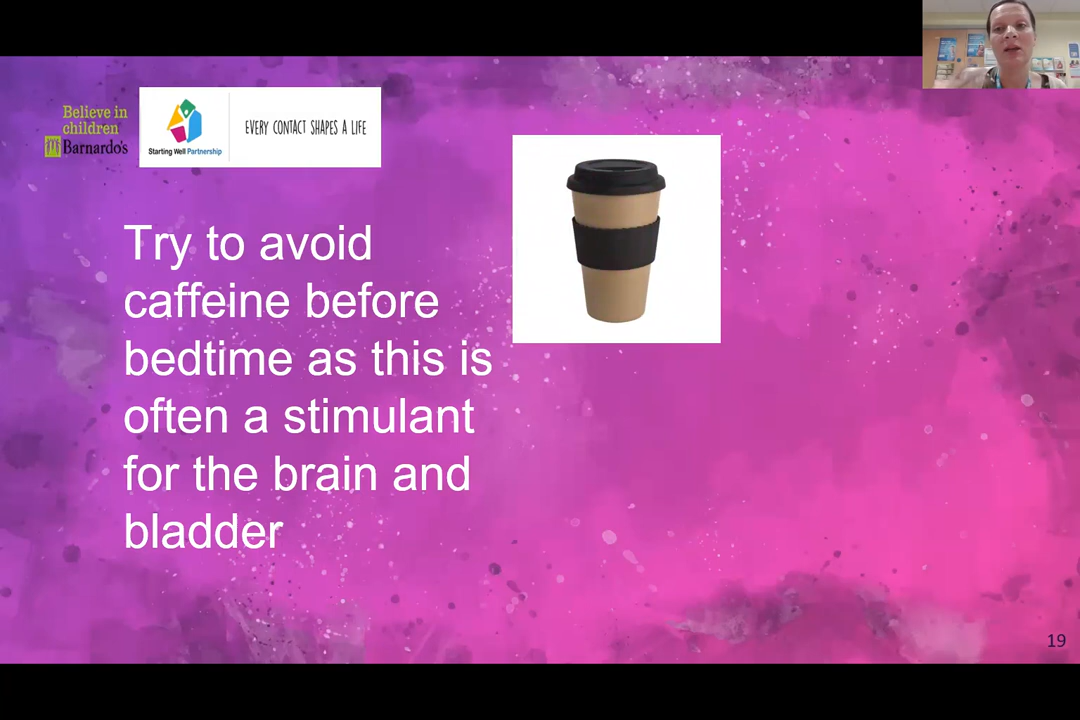 Believe in
children
Barnardo's
Starting Well Partnership
EVERY CONTACT SHAPES A LIFE
Try to avoid
caffeine before
bedtime as this is
often a stimulant
for the brain and
bladder
19